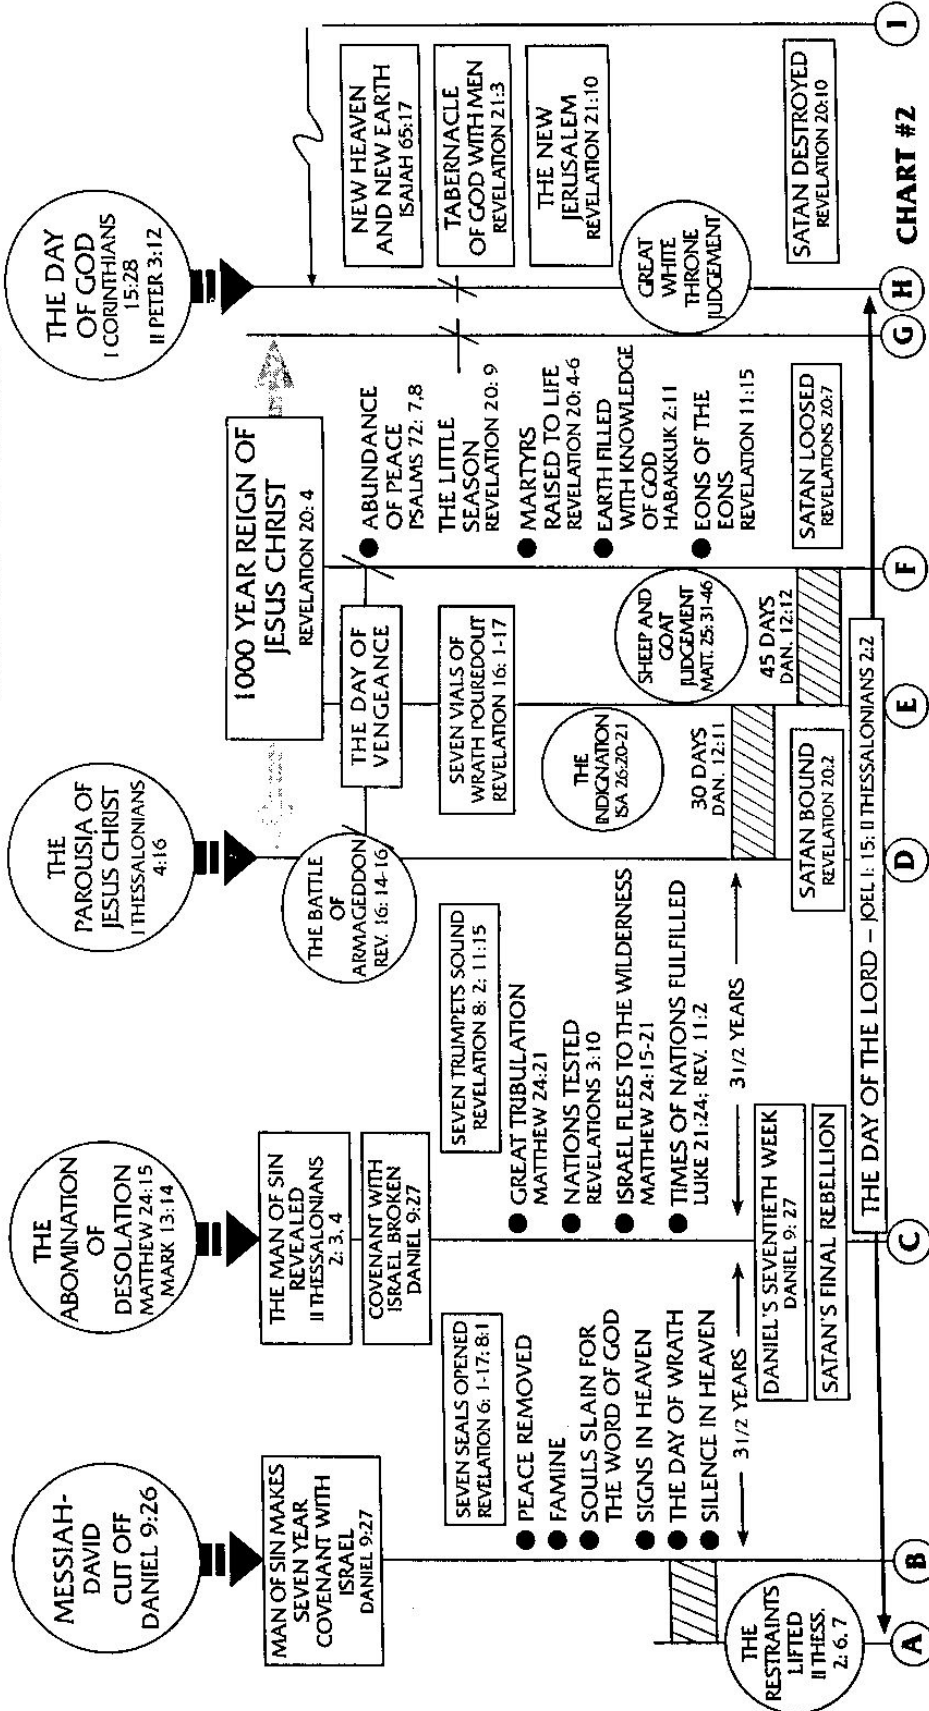 MESSIAH-
DAVID
CUT OFF
DANIEL 9:26
MAN OF SIN MAKES
SEVEN YEAR
COVENANT WITH
ISRAEL
DANIEL 9:27
SEVEN SEALS OPENED
REVELATION 6: 1-17; 8:1
PEACE REMOVED
FAMINE
SOULS SLAIN FOR
THE WORD OF GOD
SIGNS IN HEAVEN
THE DAY OF WRATH
SILENCE IN HEAVEN
31/2 YEARS
THE
RESTRAINTS
LIFTED
II THESS.
2: 6, 7
THE
ABOMINATION
OF
DESOLATION
MATTHEW 24:15
MARK 13:14
THE MAN OF SIN
REVEALED
II THESSALONIANS
2: 3, 4
COVENANT WITH
ISRAEL BROKEN
DANIEL 9:27
SEVEN TRUMPETS SOUND
REVELATION 8: 2; 11:15
GREAT TRIBULATION
MATTHEW 24:21
NATIONS TESTED
REVELATIONS 3:10
ISRAEL FLEES TO THE WILDERNESS
MATTHEW 24:15-21
TIMES OF NATIONS FULFILLED
LUKE 21:24; REV. 11:2
31/2 YEARS
DANIEL'S SEVENTIETH WEEK
DANIEL 9: 27
SATAN'S FINAL REBELLION
THE
PAROUSIA OF
JESUS CHRIST
I THESSALONIANS
4:16
THE BATTLE
OF
ARMAGEDDON
REV. 16: 14-16
1000 YEAR REIGN OF
JESUS CHRIST
REVELATION 20: 4
THE DAY OF
VENGEANCE
SEVEN VIALS OF
WRATH POUREDOUT
REVELATION 16: 1-17
THE
INDIGNATION
ISA 26:20-21
30 DAYS
DAN. 12:11
SATAN BOUND
REVELATION 20:2
SHEEP AND
GOAT
JUDGEMENT
MATT. 25: 31-46
45 DAYS
DAN. 12:12
ABUNDANCE
OF PEACE
PSALMS 72: 7,8
THE LITTLE
SEASON
REVELATION 20: 9
MARTYRS
RAISED TO LIFE
REVELATION 20: 4-6
EARTH FILLED
WITH KNOWLEDGE
OF GOD
HABAKKUK 2:11
EONS OF THE
EONS
REVELATION 11:15
SATAN LOOSED
REVELATIONS 20:7
THE DAY
OF GOD
I CORINTHIANS
15:28
II PETER 3:12
NEW HEAVEN
AND NEW EARTH
ISAIAH 65:17
TABERNACLE
OF GOD WITH MEN
REVELATION 21:3
THE NEW
JERUSALEM
REVELATION 21:10
GREAT
WHITE
THRONE
JUDGEMENT
SATAN DESTROYED
REVELATION 20:10
THE DAY OF THE LORD – JOEL 1: 15; II THESSALONIANS 2:2
A
B
C
D
E
F
G
H
I
CHART #2